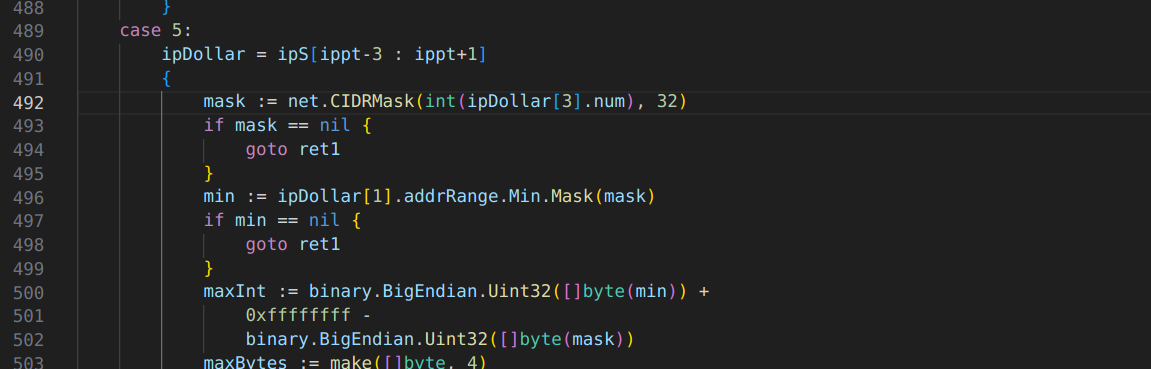 488 }
489 case 5:
490 ipDollar = ipS[ippt-3 : ippt+1]
491 {
492 mask := net.CIDRMask(int(ipDollar[3].num), 32)
493 if mask == nil {
494 goto ret1
495 }
496 min := ipDollar[1].addrRange.Min.Mask(mask)
497 if min == nil {
498 goto ret1
499 }
500 maxInt := binary.BigEndian.Uint32([]byte(min)) +
501 0xffffffff -
502 binary.BigEndian.Uint32([]byte(mask))
503 maxBytes := make([]byte, 4)